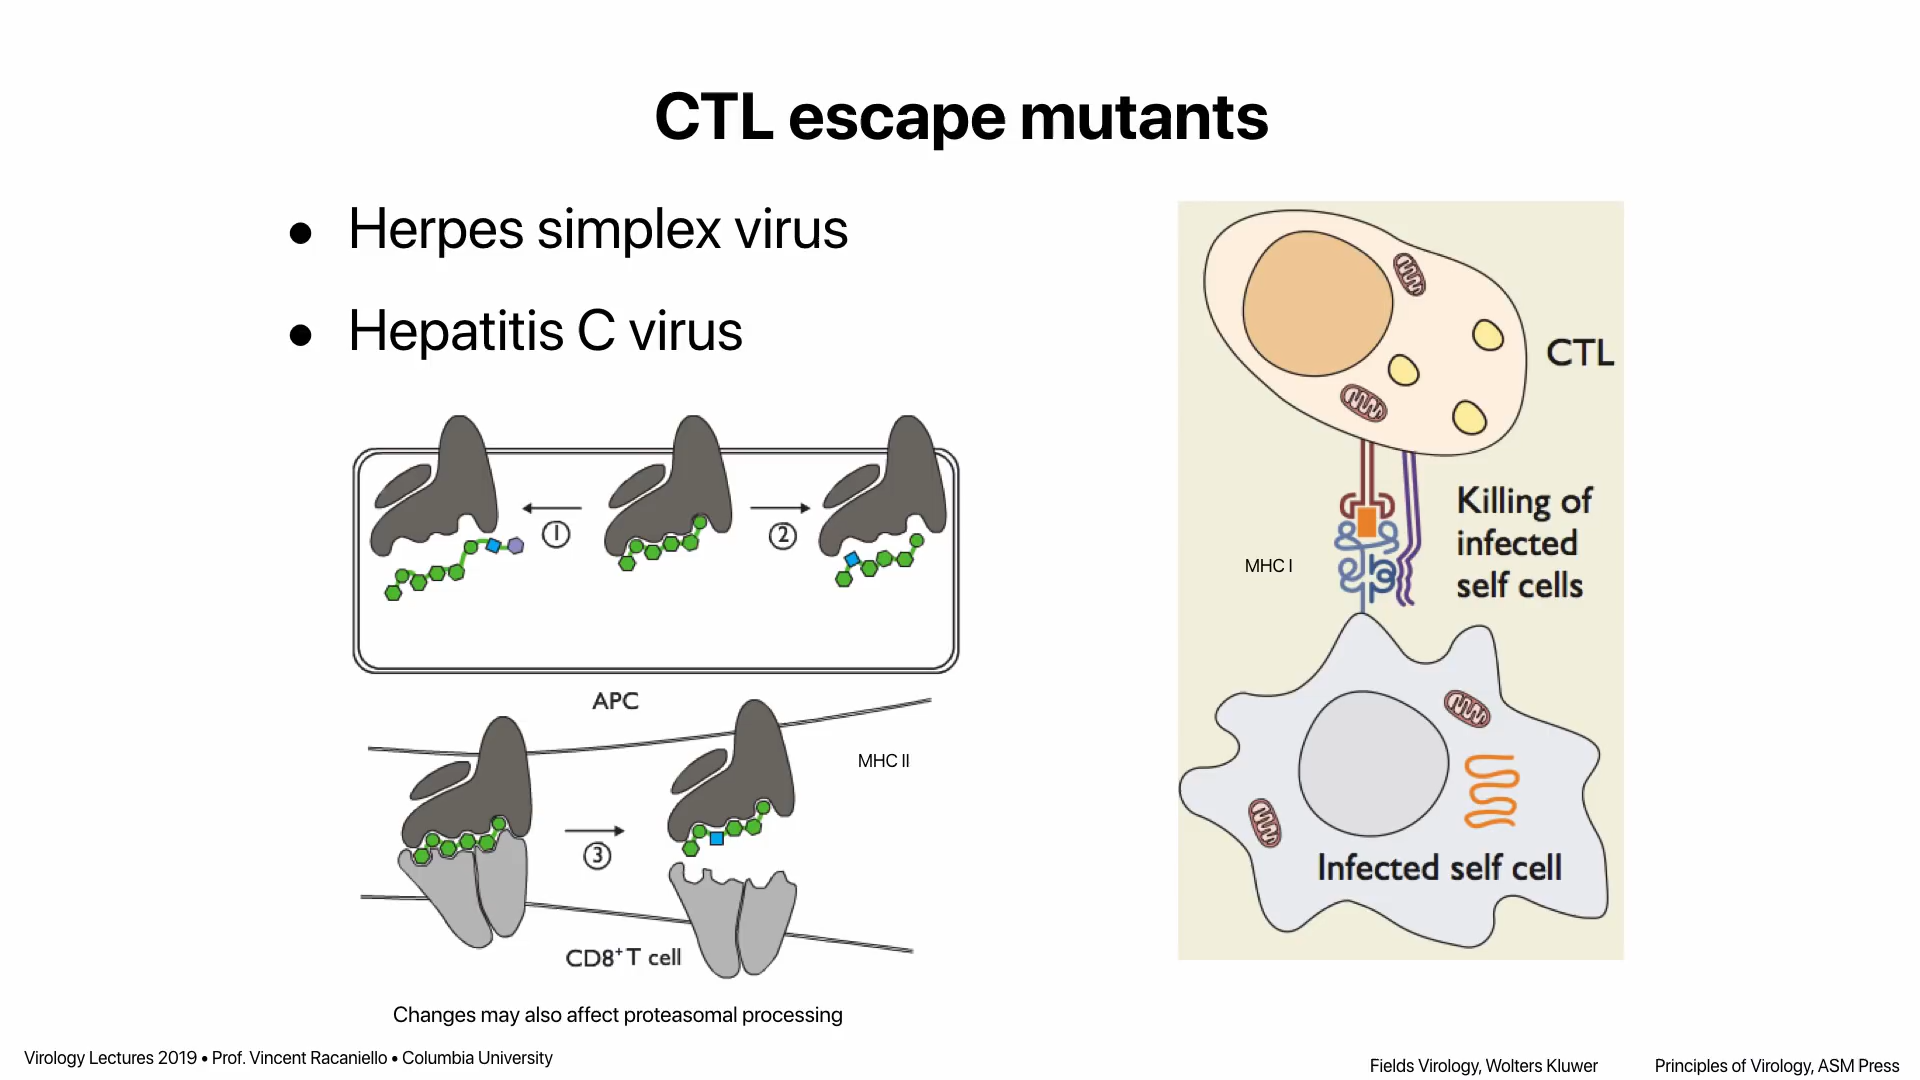 CTL escape mutants
● Herpes simplex virus
● Hepatitis C virus
1
2
APC
MHC II
3
CD8⁺ T cell
Changes may also affect proteasomal processing
CTL
Killing of
infected
self cells
MHC I
Infected self cell
Virology Lectures 2019 • Prof. Vincent Racaniello • Columbia University
Fields Virology, Wolters Kluwer
Principles of Virology, ASM Press